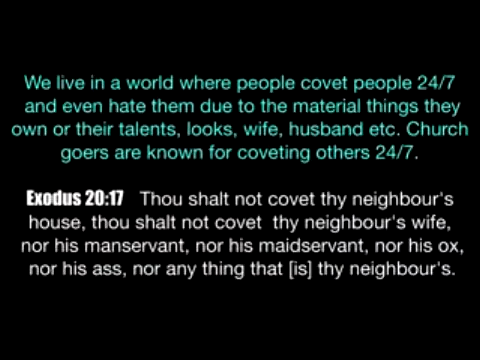 We live in a world where people covet people 24/7
and even hate them due to the material things they
own or their talents, looks, wife, husband etc. Church
goers are known for coveting others 24/7.
Exodus 20:17 Thou shalt not covet thy neighbour's
house, thou shalt not covet thy neighbour's wife,
nor his manservant, nor his maidservant, nor his ox,
nor his ass, nor any thing that [is] thy neighbour's.